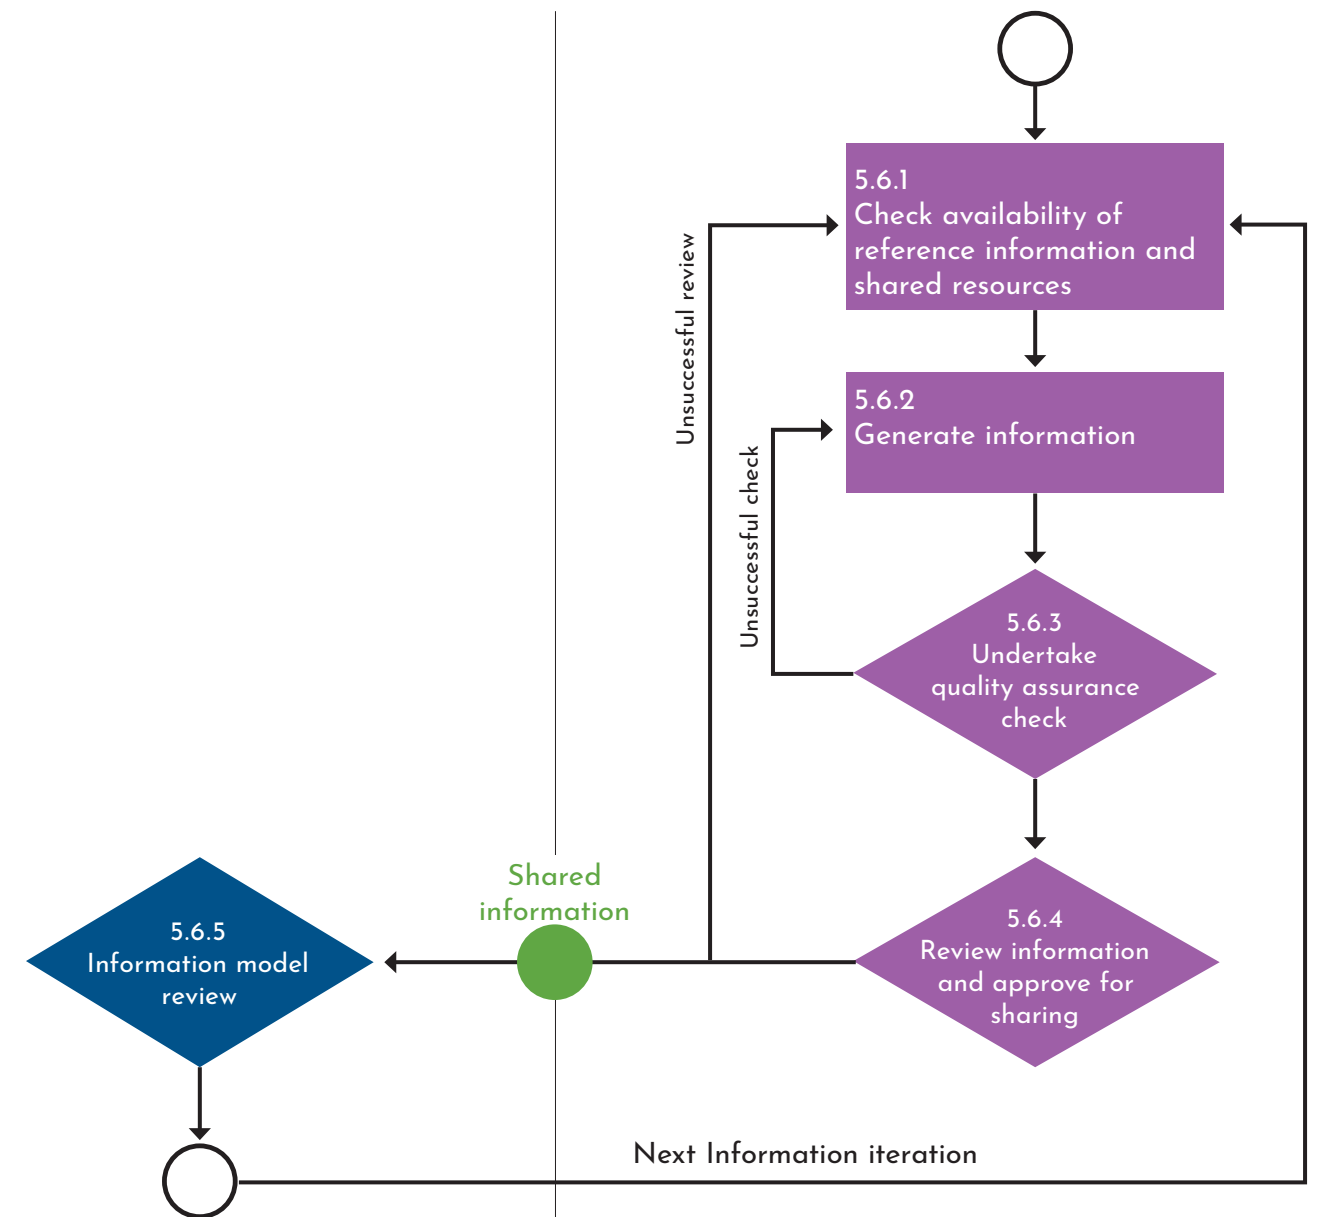 5.6.1
Check availability of
reference information and
shared resources
Unsuccessful review
5.6.2
Generate information
Unsuccessful check
5.6.3
Undertake
quality assurance
check
Shared
information
5.6.4
Review information
and approve for
sharing
5.6.5
Information model
review
Next Information iteration